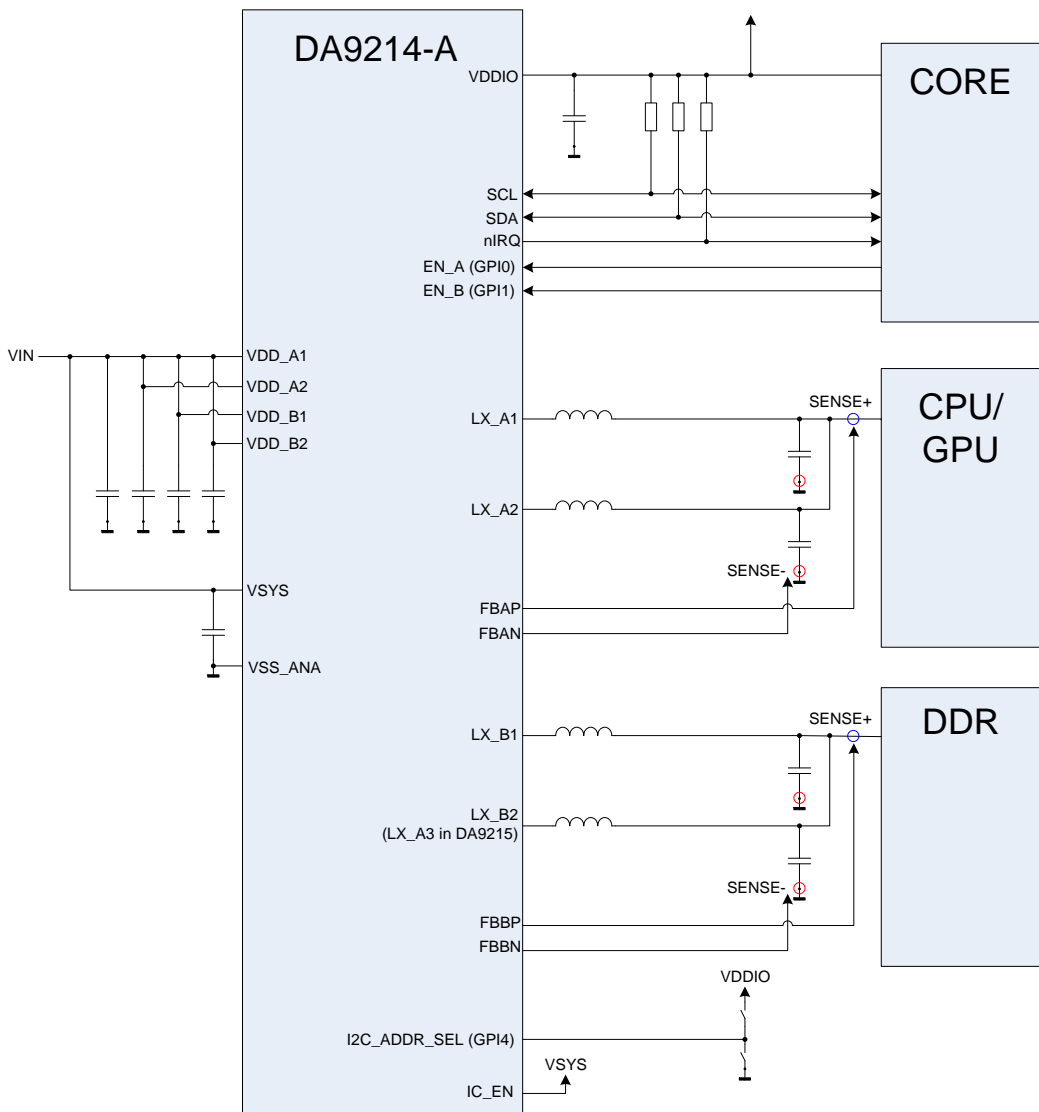 DA9214-A
VDDIO
CORE
SCL
SDA
nIRQ
EN_A (GPI0)
EN_B (GPI1)
VIN
VDD_A1
VDD_A2
VDD_B1
VDD_B2
LX_A1
SENSE+
CPU/
GPU
LX_A2
SENSE-
VSYS
FBAP
FBAN
VSS_ANA
LX_B1
SENSE+
DDR
LX_B2
(LX_A3 in DA9215)
SENSE-
FBBP
FBBN
VDDIO
I2C_ADDR_SEL (GPI4)
VSYS
IC_EN